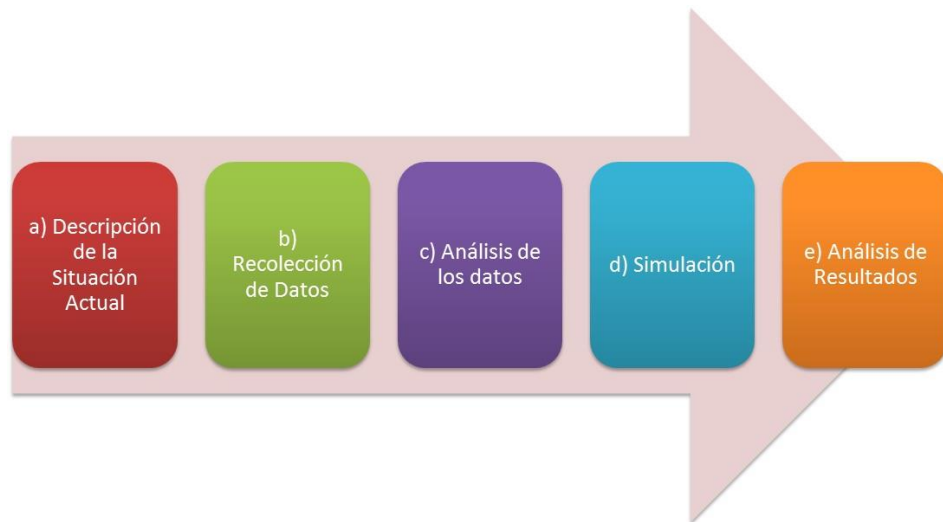 a) Descripción
de la
Situación
Actual
b)
Recolección
de Datos
c) Análisis de
los datos
d) Simulación
e) Análisis de
Resultados